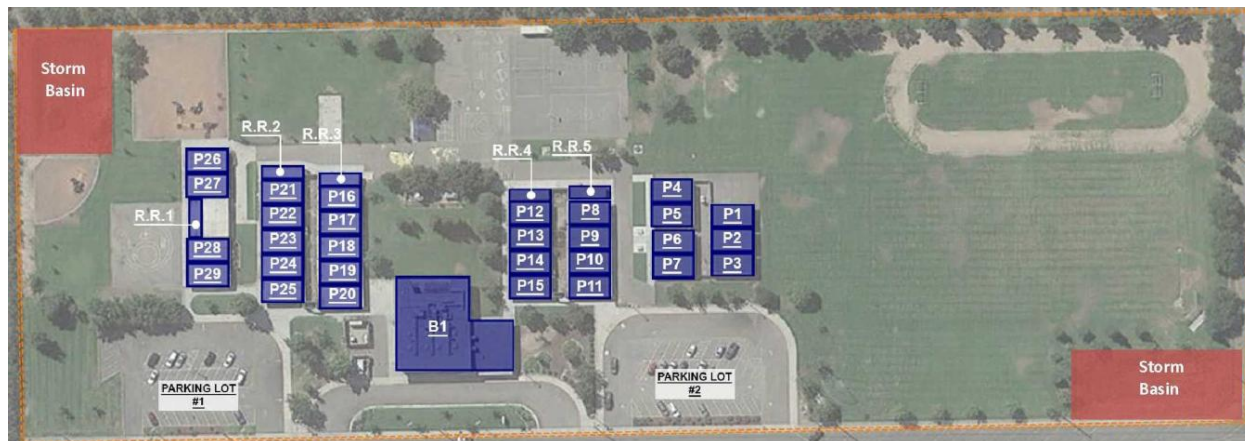 Storm
Basin
R.R.2
R.R.3
R.R.4
R.R.5
P26
P27
R.R.1
P28
P29
P21
P22
P23
P24
P25
P16
P17
P18
P19
P20
P12
P13
P14
P15
P8
P9
P10
P11
P4
P5
P6
P7
P1
P2
P3
B1
PARKING LOT
#1
PARKING LOT
#2
Storm
Basin